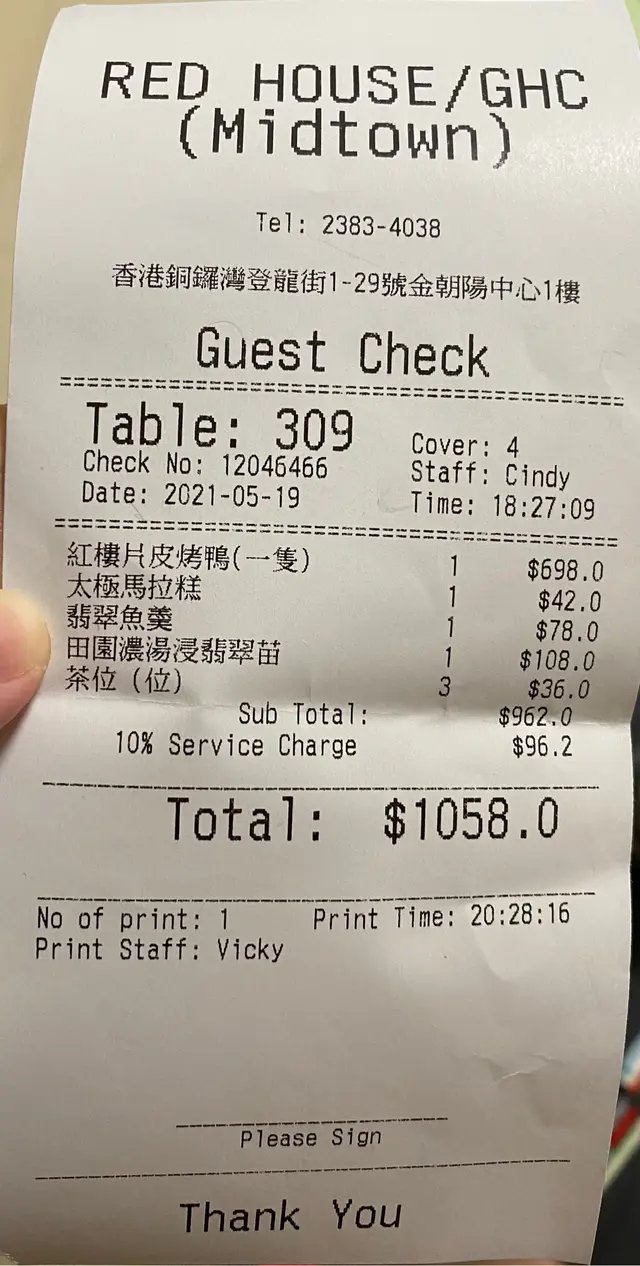 RED HOUSE/GHC
(Midtown)
Tel: 2383-4038
香港銅鑼灣登龍街1-29號金朝陽中心1樓
Guest Check
Table: 309 Cover: 4
Check No: 12046466 Staff: Cindy
Date: 2021-05-19 Time: 18:27:09
紅樓片皮烤鴨(一隻) 1 $698.0
太極馬拉糕 1 $42.0
翡翠魚羹 1 $78.0
田園濃湯浸翡翠苗 1 $108.0
茶位 (位) 3 $36.0
Sub Total: $962.0
10% Service Charge $96.2
Total: $1058.0
No of print: 1 Print Time: 20:28:16
Print Staff: Vicky
Please Sign
Thank You